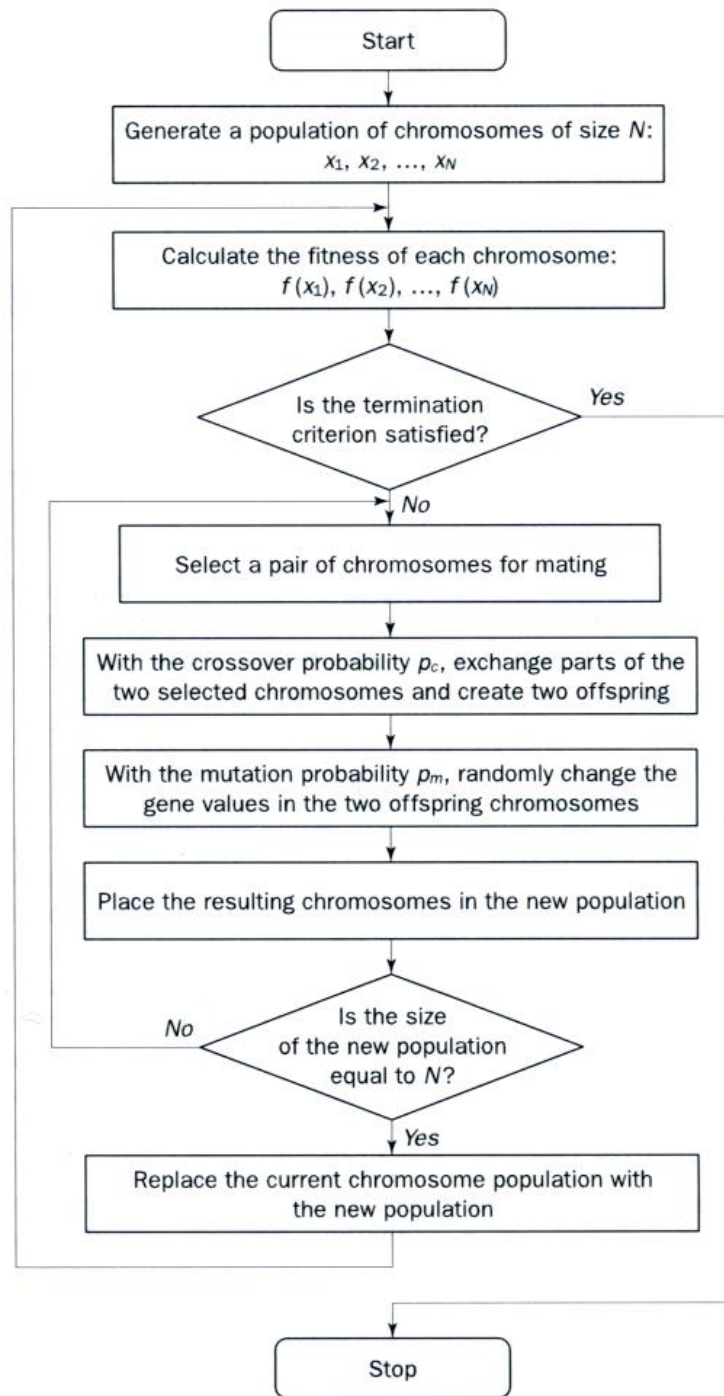 Start
Generate a population of chromosomes of size N:
x₁, x₂, ..., x_N
Calculate the fitness of each chromosome:
f(x₁), f(x₂), ..., f(x_N)
Is the termination
criterion satisfied?
Yes
No
Select a pair of chromosomes for mating
With the crossover probability p_c, exchange parts of the
two selected chromosomes and create two offspring
With the mutation probability p_m, randomly change the
gene values in the two offspring chromosomes
Place the resulting chromosomes in the new population
Is the size
of the new population
equal to N?
No
Yes
Replace the current chromosome population with
the new population
Stop